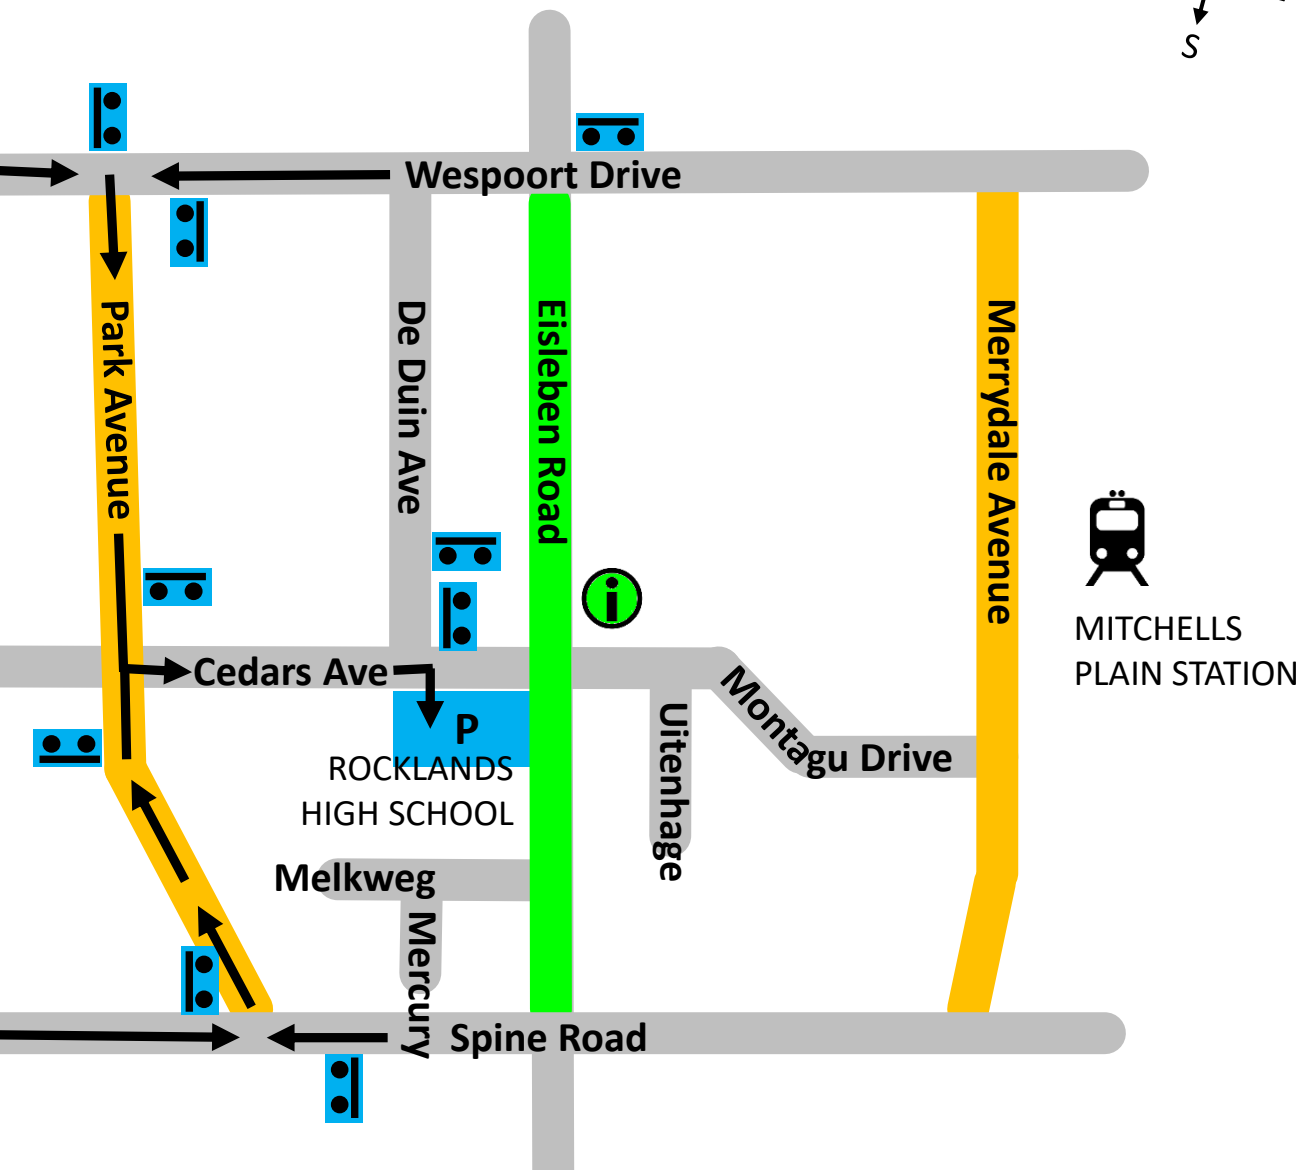 S
Wespoort Drive
Park Avenue
De Duin Ave
Eisleben Road
Merrydale Avenue
i
MITCHELLS
PLAIN STATION
Cedars Ave
P
ROCKLANDS
HIGH SCHOOL
Uitenhage
Montagu Drive
Melkweg
Mercury
Spine Road